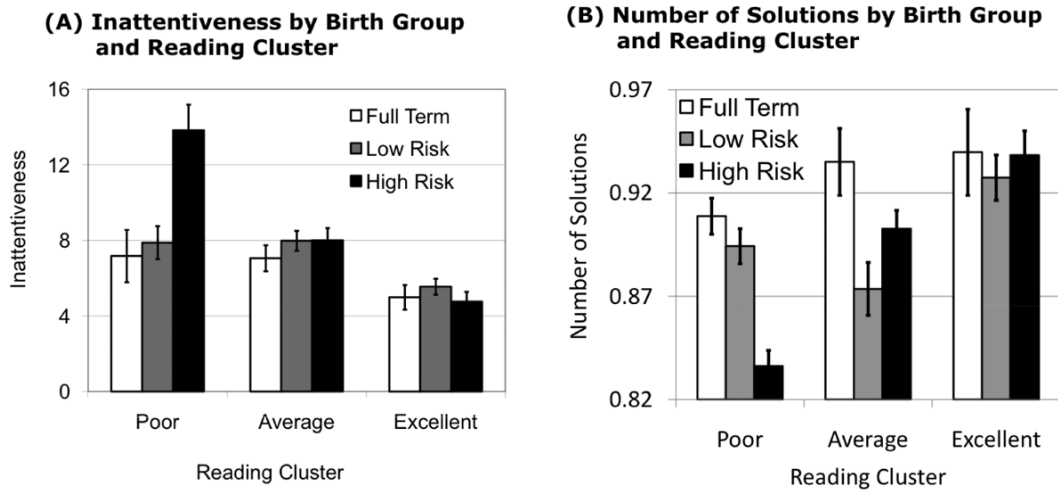 (A) Inattentiveness by Birth Group
and Reading Cluster
16
12
8
4
0
Inattentiveness
Full Term
Low Risk
High Risk
Poor Average Excellent
Reading Cluster
(B) Number of Solutions by Birth Group
and Reading Cluster
0.97
0.92
0.87
0.82
Number of Solutions
Full Term
Low Risk
High Risk
Poor Average Excellent
Reading Cluster